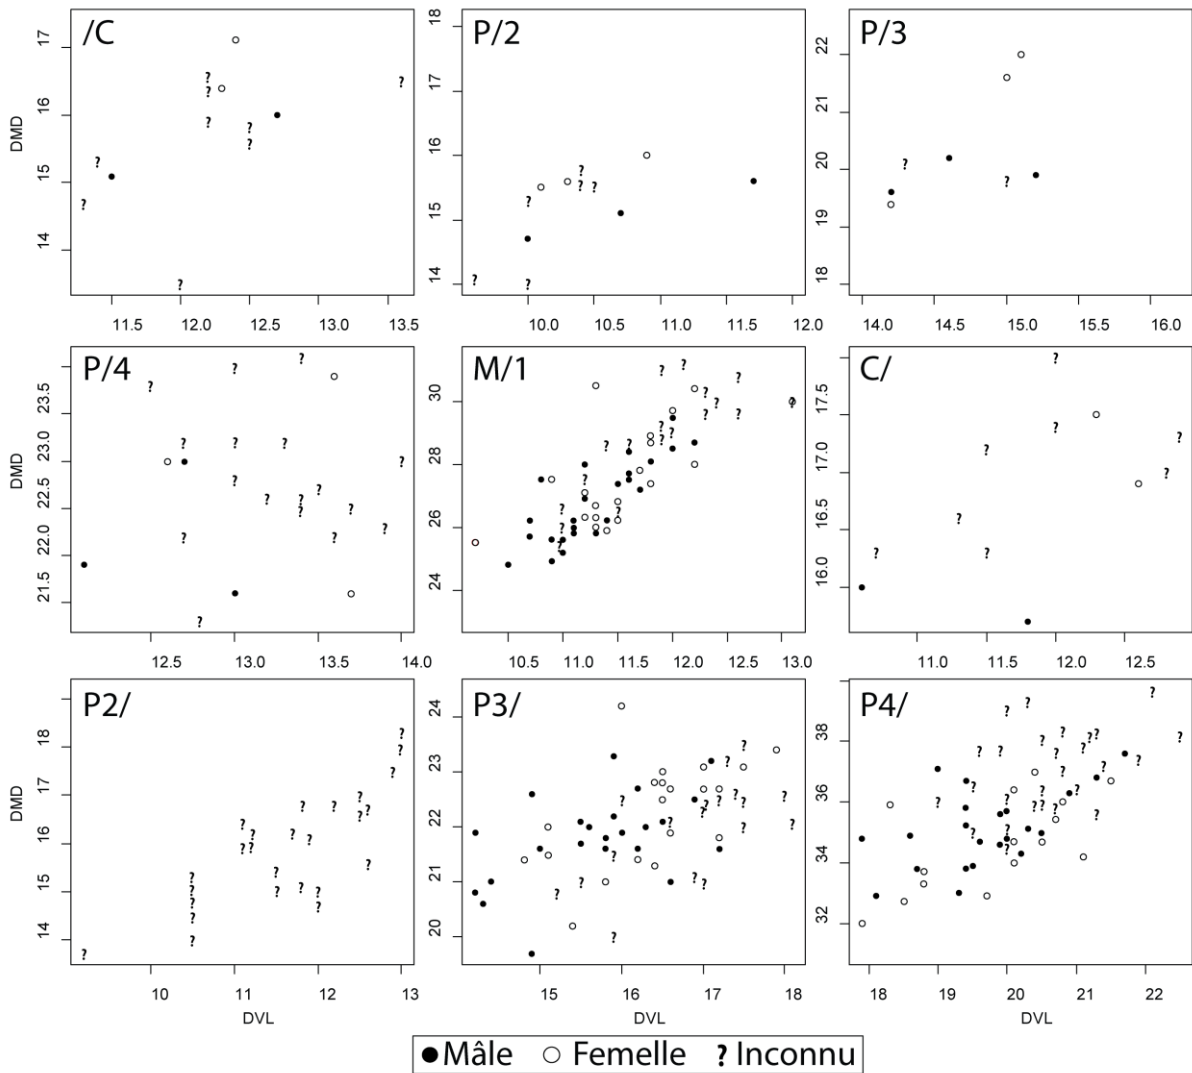 /C
P/2
P/3
DMD
14 15 16 17
14 15 16 17 18
18 19 20 21 22
11.5 12.0 12.5 13.0 13.5
10.0 10.5 11.0 11.5 12.0
14.0 14.5 15.0 15.5 16.0
P/4
M/1
C/
DMD
21.5 22.0 22.5 23.0 23.5
24 26 28 30
16.0 16.5 17.0 17.5
12.5 13.0 13.5 14.0
10.5 11.0 11.5 12.0 12.5 13.0
11.0 11.5 12.0 12.5
P2/
P3/
P4/
DMD
14 15 16 17 18
20 21 22 23 24
32 34 36 38
10 11 12 13
15 16 17 18
18 19 20 21 22
DVL
DVL
DVL
● Mâle ○ Femelle ? Inconnu